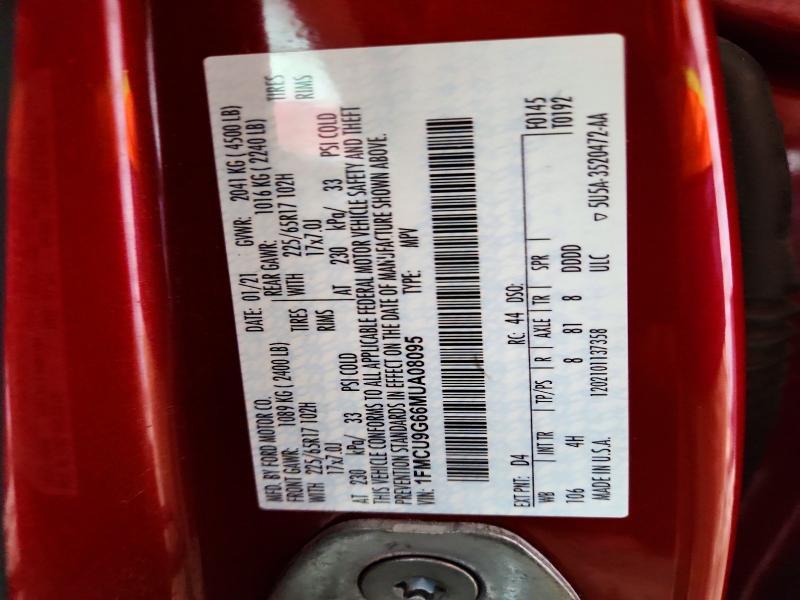 MFD. BY FORD MOTOR CO.
DATE: 01/21 GVWR: 2041 KG ( 4500 LB)
FRONT GAWR: 1089 KG ( 2400 LB) REAR GAWR: 1016 KG ( 2240 LB)
WITH 225/65R17 102H TIRES WITH 225/65R17 102H TIRES
17x7.0J RIMS 17x7.0J RIMS
AT 230 kPa/ 33 PSI COLD AT 230 kPa/ 33 PSI COLD
THIS VEHICLE CONFORMS TO ALL APPLICABLE FEDERAL MOTOR VEHICLE SAFETY AND THEFT
PREVENTION STANDARDS IN EFFECT ON THE DATE OF MANUFACTURE SHOWN ABOVE.
VIN: 1FMCU9G66MUA08095 TYPE: MPV
F0145
EXT PNT: D4 RC: 44 DSO: T0192
WB INT TR TP/PS R AXLE TR SPR
106 4H 8 81 8 DDDD
MADE IN U.S.A. 1202101137358 ULC ▽ 5U5A-3520472-AA